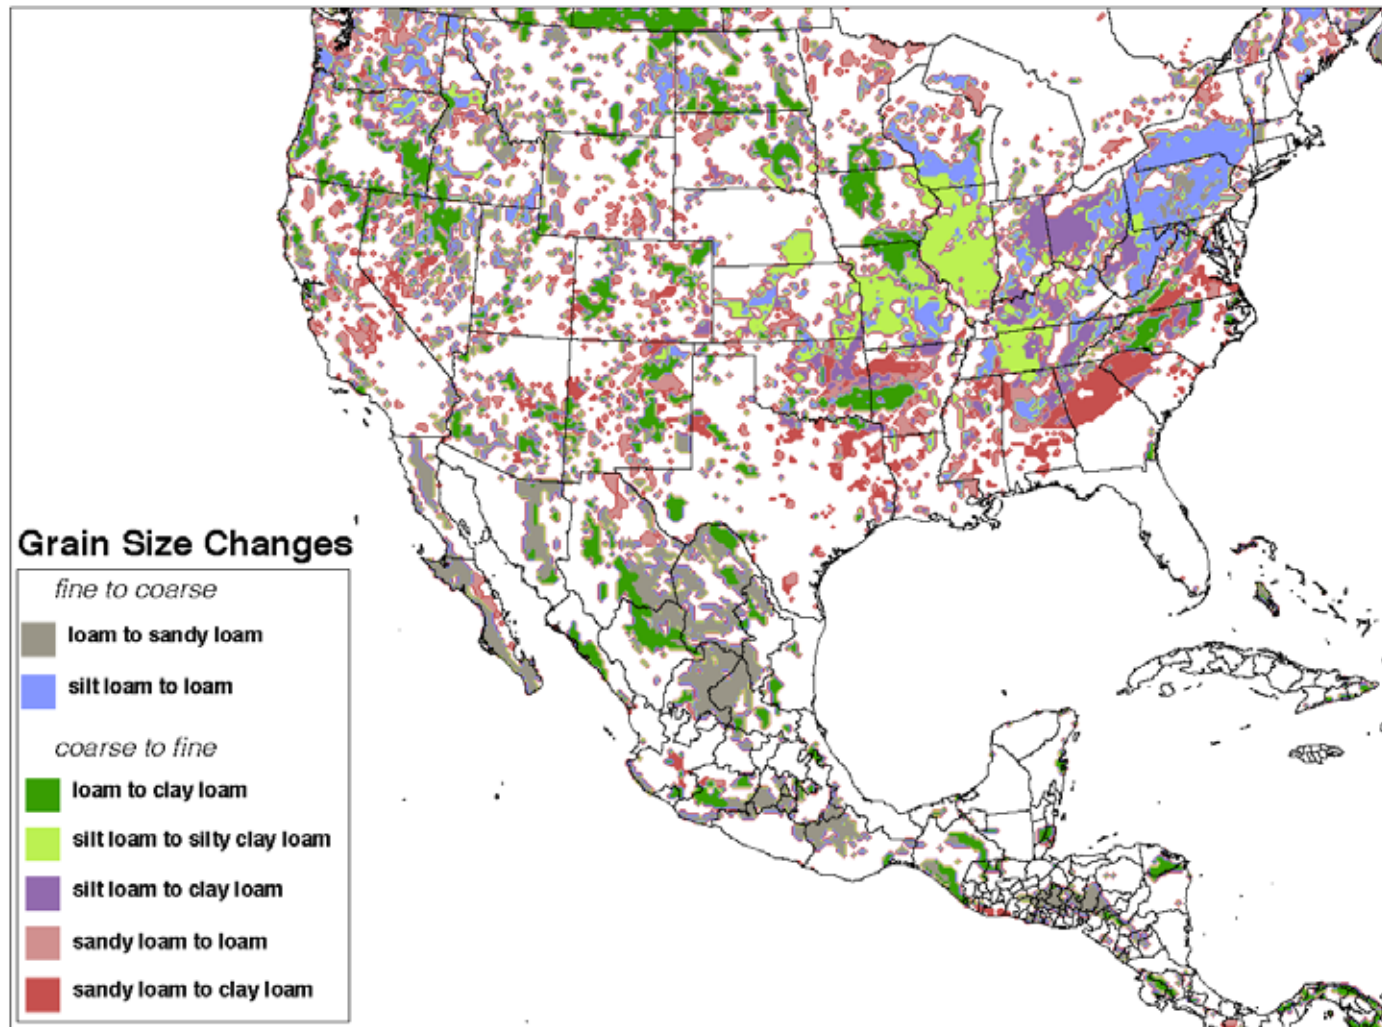 Grain Size Changes
fine to coarse
loam to sandy loam
silt loam to loam
coarse to fine
loam to clay loam
silt loam to silty clay loam
silt loam to clay loam
sandy loam to loam
sandy loam to clay loam